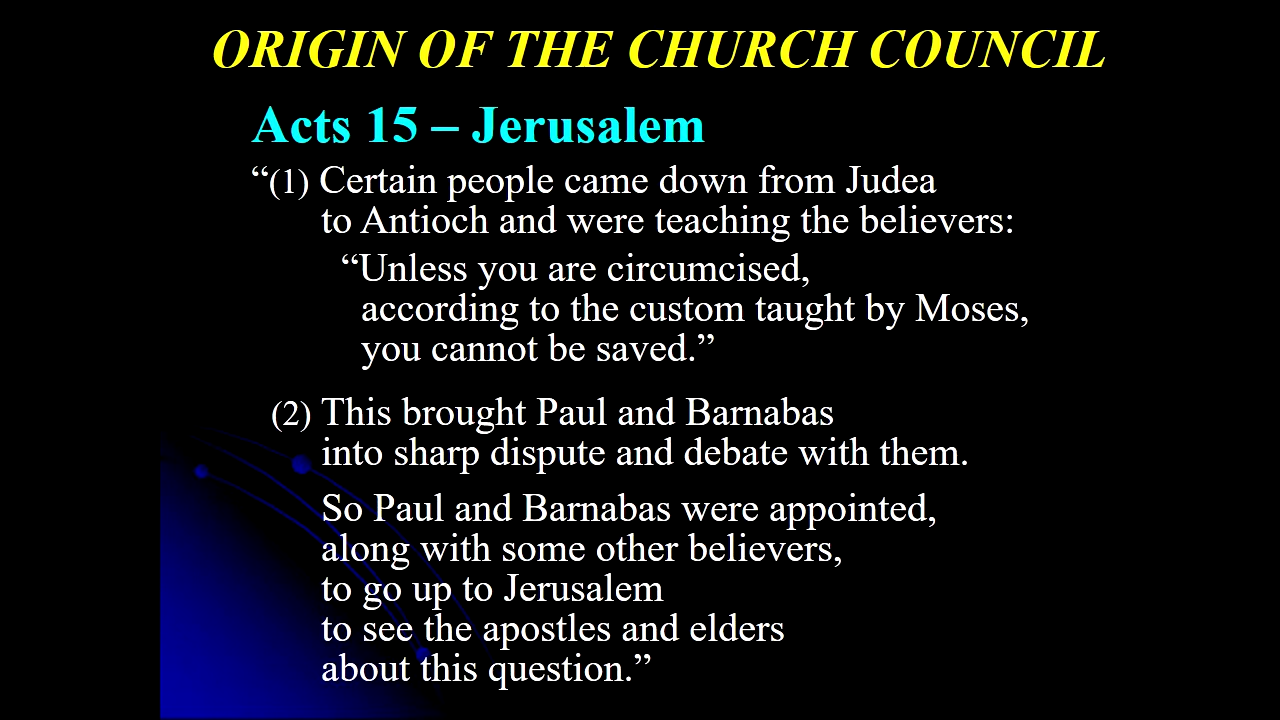 ORIGIN OF THE CHURCH COUNCIL
Acts 15 – Jerusalem
“(1) Certain people came down from Judea
to Antioch and were teaching the believers:
“Unless you are circumcised,
according to the custom taught by Moses,
you cannot be saved.”
(2) This brought Paul and Barnabas
into sharp dispute and debate with them.
So Paul and Barnabas were appointed,
along with some other believers,
to go up to Jerusalem
to see the apostles and elders
about this question.”